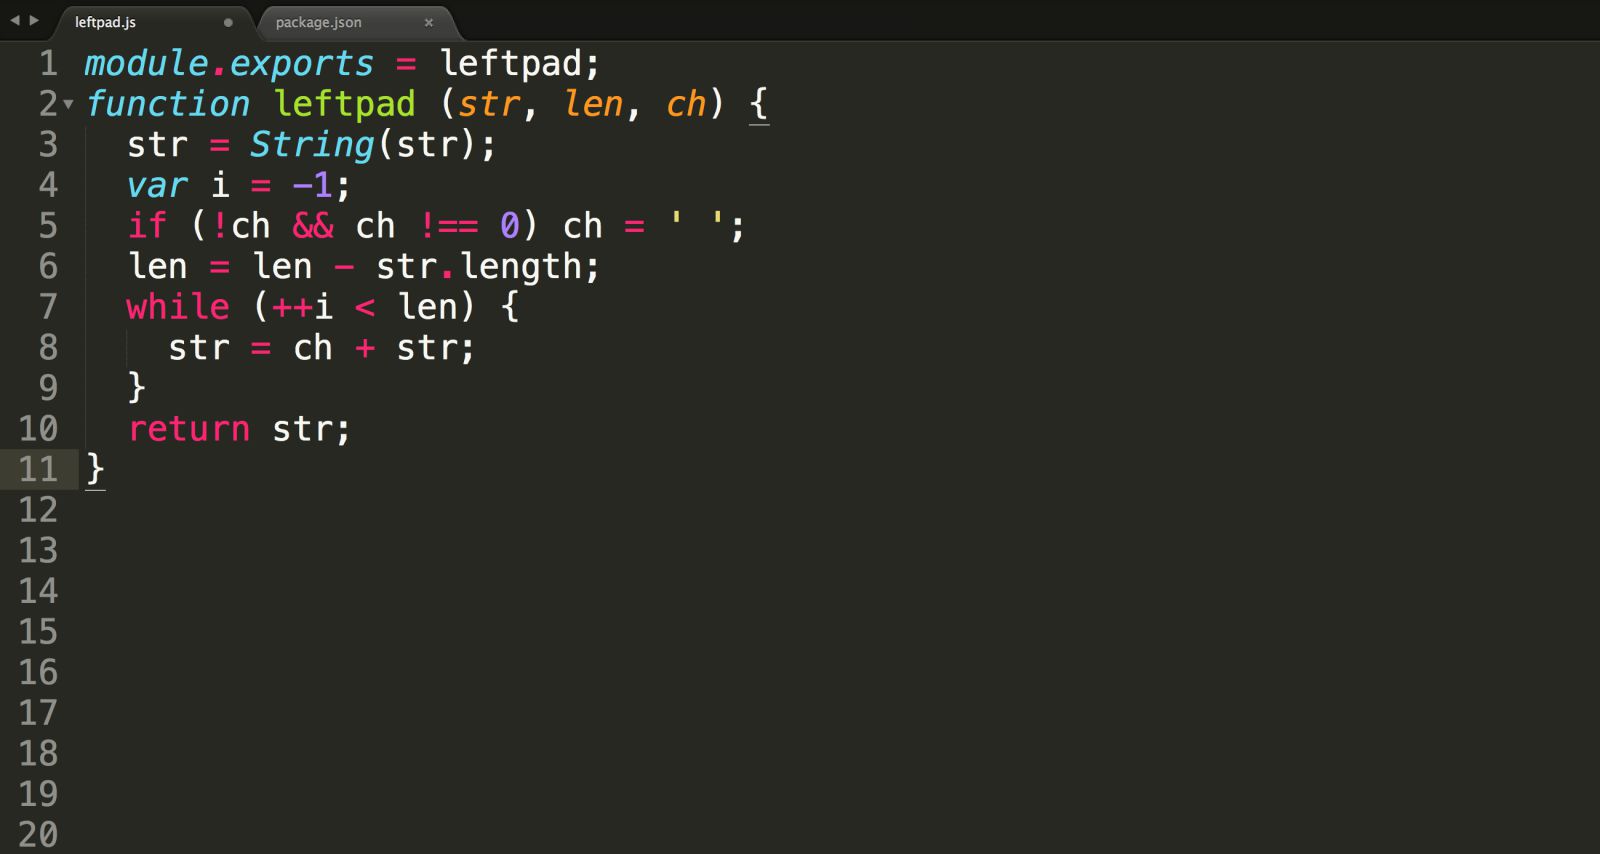 leftpad.js package.json
1 module.exports = leftpad;
2 function leftpad (str, len, ch) {
3   str = String(str);
4   var i = -1;
5   if (!ch && ch !== 0) ch = ' ';
6   len = len - str.length;
7   while (++i < len) {
8     str = ch + str;
9   }
10   return str;
11 }
12
13
14
15
16
17
18
19
20